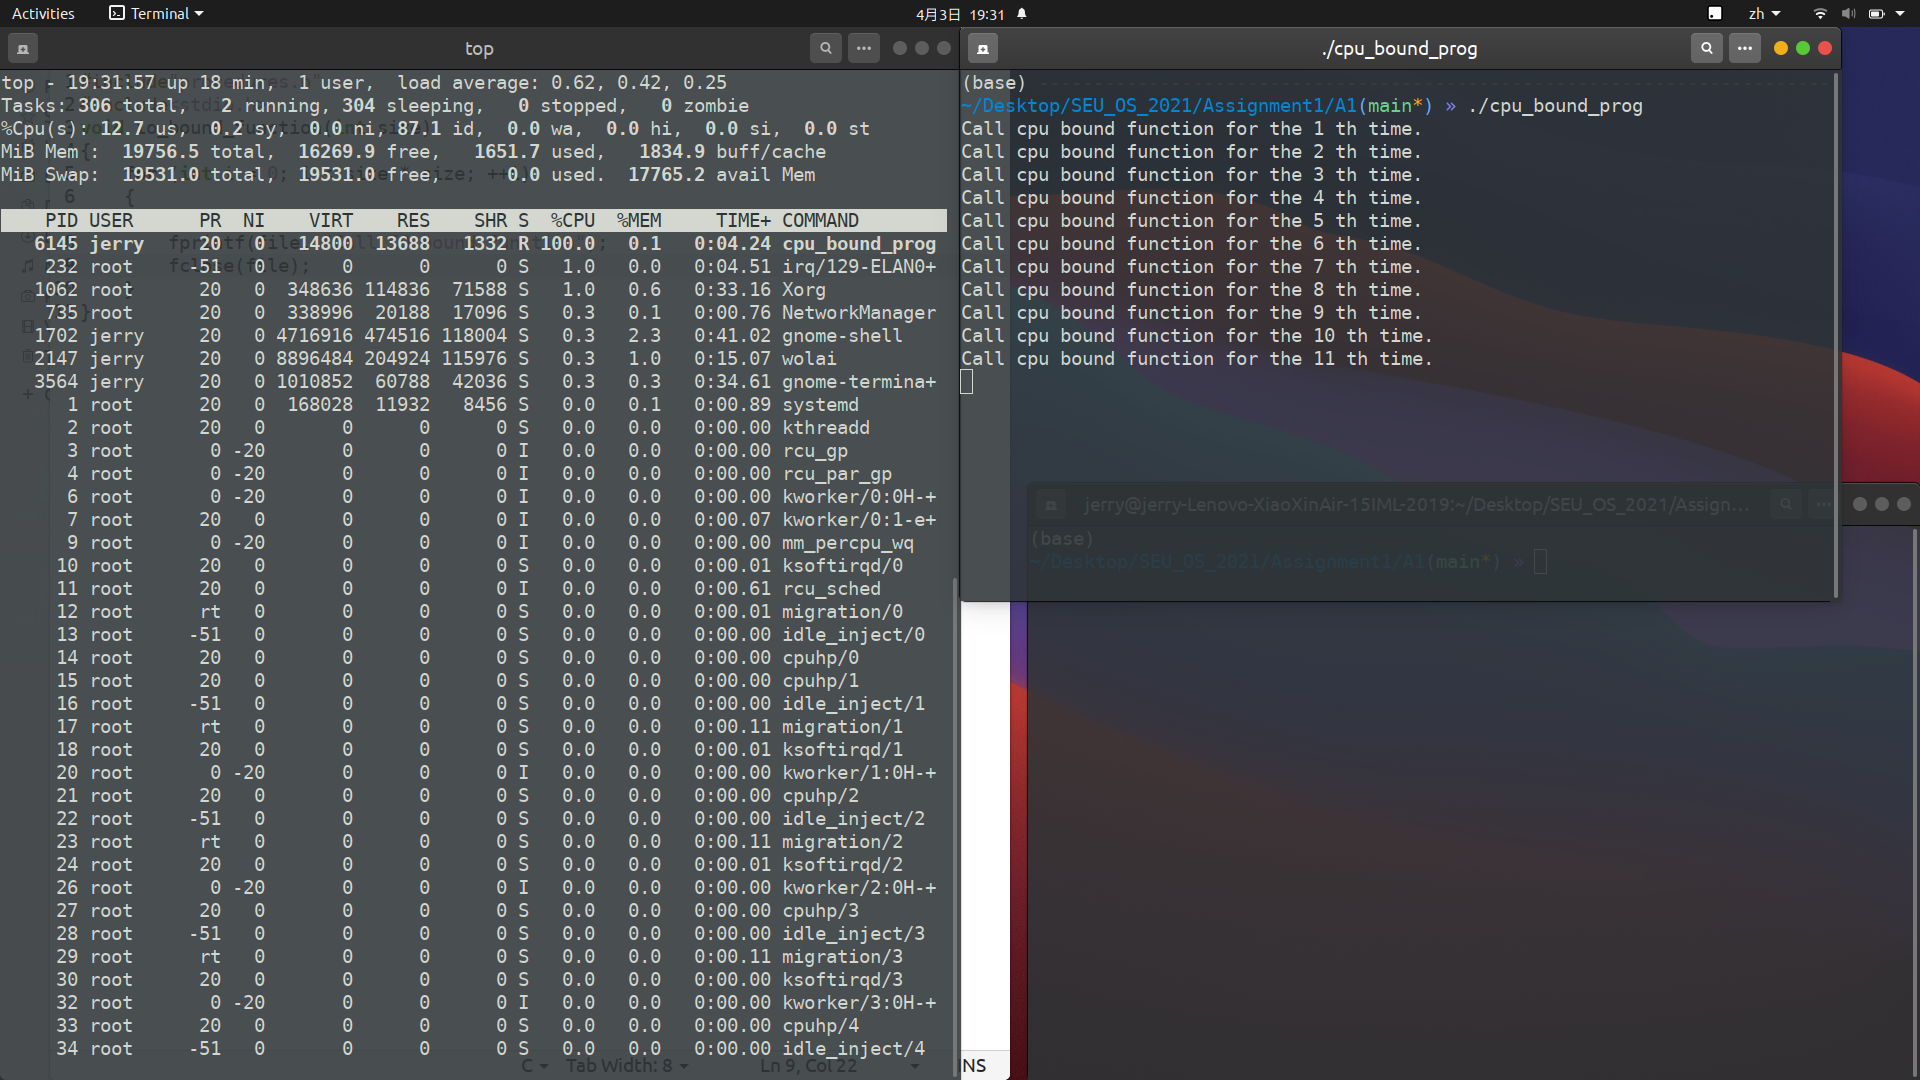 Activities Terminal 4月3日 19:31 zh
top
top - 19:31:57 up 18 min, 1 user, load average: 0.62, 0.42, 0.25
Tasks: 306 total, 2 running, 304 sleeping, 0 stopped, 0 zombie
%Cpu(s): 12.7 us, 0.2 sy, 0.0 ni, 87.1 id, 0.0 wa, 0.0 hi, 0.0 si, 0.0 st
MiB Mem : 19756.5 total, 16269.9 free, 1651.7 used, 1834.9 buff/cache
MiB Swap: 19531.0 total, 19531.0 free, 0.0 used. 17765.2 avail Mem
PID USER PR NI VIRT RES SHR S %CPU %MEM TIME+ COMMAND
6145 jerry 20 0 14800 13688 1332 R 100.0 0.1 0:04.24 cpu_bound_prog
232 root -51 0 0 0 0 S 1.0 0.0 0:04.51 irq/129-ELAN0+
1062 root 20 0 348636 114836 71588 S 1.0 0.6 0:33.16 Xorg
735 root 20 0 338996 20188 17096 S 0.3 0.1 0:00.76 NetworkManager
1702 jerry 20 0 4716916 474516 118004 S 0.3 2.3 0:41.02 gnome-shell
2147 jerry 20 0 8896484 204924 115976 S 0.3 1.0 0:15.07 wolai
3564 jerry 20 0 1010852 60788 42036 S 0.3 0.3 0:34.61 gnome-termina+
1 root 20 0 168028 11932 8456 S 0.0 0.1 0:00.89 systemd
2 root 20 0 0 0 0 S 0.0 0.0 0:00.00 kthreadd
3 root 0 -20 0 0 0 I 0.0 0.0 0:00.00 rcu_gp
4 root 0 -20 0 0 0 I 0.0 0.0 0:00.00 rcu_par_gp
6 root 0 -20 0 0 0 I 0.0 0.0 0:00.00 kworker/0:0H-+
7 root 20 0 0 0 0 I 0.0 0.0 0:00.07 kworker/0:1-e+
9 root 0 -20 0 0 0 I 0.0 0.0 0:00.00 mm_percpu_wq
10 root 20 0 0 0 0 S 0.0 0.0 0:00.01 ksoftirqd/0
11 root 20 0 0 0 0 I 0.0 0.0 0:00.61 rcu_sched
12 root rt 0 0 0 0 S 0.0 0.0 0:00.01 migration/0
13 root -51 0 0 0 0 S 0.0 0.0 0:00.00 idle_inject/0
14 root 20 0 0 0 0 S 0.0 0.0 0:00.00 cpuhp/0
15 root 20 0 0 0 0 S 0.0 0.0 0:00.00 cpuhp/1
16 root -51 0 0 0 0 S 0.0 0.0 0:00.00 idle_inject/1
17 root rt 0 0 0 0 S 0.0 0.0 0:00.11 migration/1
18 root 20 0 0 0 0 S 0.0 0.0 0:00.01 ksoftirqd/1
20 root 0 -20 0 0 0 I 0.0 0.0 0:00.00 kworker/1:0H-+
21 root 20 0 0 0 0 S 0.0 0.0 0:00.00 cpuhp/2
22 root -51 0 0 0 0 S 0.0 0.0 0:00.00 idle_inject/2
23 root rt 0 0 0 0 S 0.0 0.0 0:00.11 migration/2
24 root 20 0 0 0 0 S 0.0 0.0 0:00.01 ksoftirqd/2
26 root 0 -20 0 0 0 I 0.0 0.0 0:00.00 kworker/2:0H-+
27 root 20 0 0 0 0 S 0.0 0.0 0:00.00 cpuhp/3
28 root -51 0 0 0 0 S 0.0 0.0 0:00.00 idle_inject/3
29 root rt 0 0 0 0 S 0.0 0.0 0:00.11 migration/3
30 root 20 0 0 0 0 S 0.0 0.0 0:00.01 ksoftirqd/3
32 root 0 -20 0 0 0 I 0.0 0.0 0:00.00 kworker/3:0H-+
33 root 20 0 0 0 0 S 0.0 0.0 0:00.00 cpuhp/4
34 root -51 0 0 0 0 S 0.0 0.0 0:00.00 idle_inject/4
C Tab Width: 8 Ln 9, Col 22 INS
./cpu_bound_prog
(base)
~/Desktop/SEU_OS_2021/Assignment1/A1(main*) » ./cpu_bound_prog
Call cpu bound function for the 1 th time.
Call cpu bound function for the 2 th time.
Call cpu bound function for the 3 th time.
Call cpu bound function for the 4 th time.
Call cpu bound function for the 5 th time.
Call cpu bound function for the 6 th time.
Call cpu bound function for the 7 th time.
Call cpu bound function for the 8 th time.
Call cpu bound function for the 9 th time.
Call cpu bound function for the 10 th time.
Call cpu bound function for the 11 th time.
jerry@jerry-Lenovo-XiaoXinAir-15IML-2019:~/Desktop/SEU_OS_2021/Assign...
(base)
~/Desktop/SEU_OS_2021/Assignment1/A1(main*) »